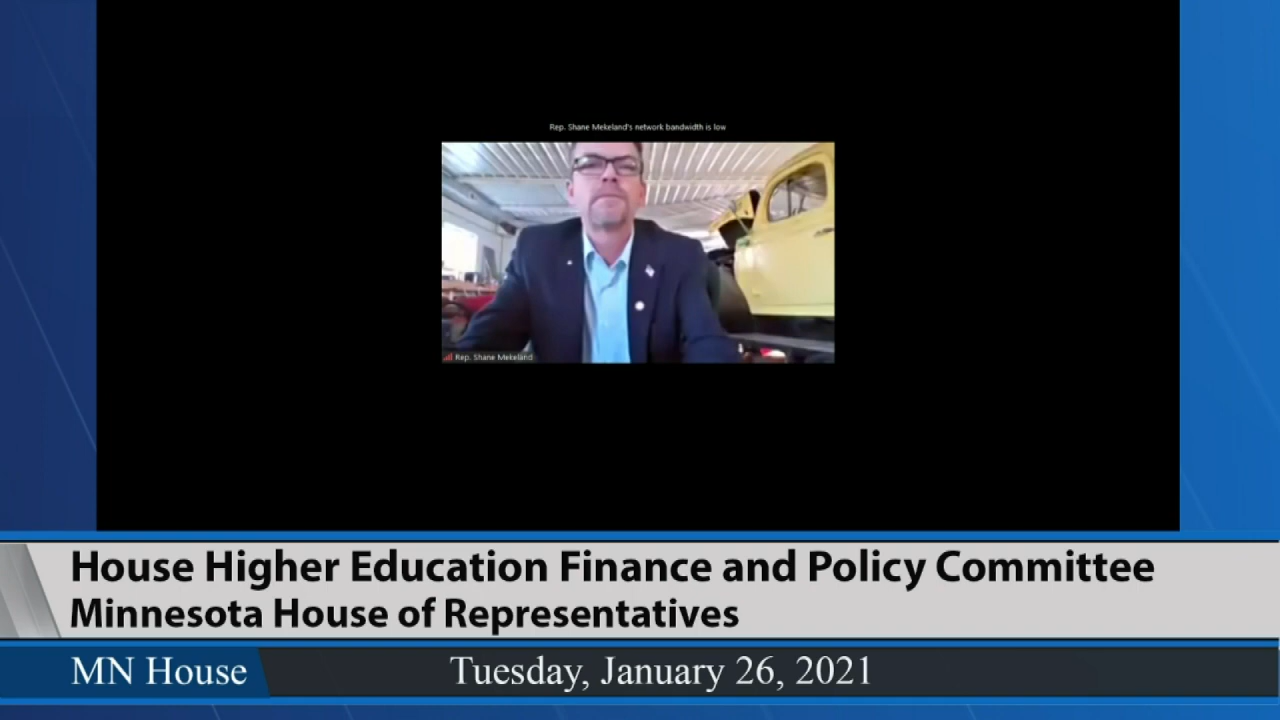 Rep. Shane Mekeland's network bandwidth is low
Rep. Shane Mekeland
House Higher Education Finance and Policy Committee
Minnesota House of Representatives
MN House
Tuesday, January 26, 2021